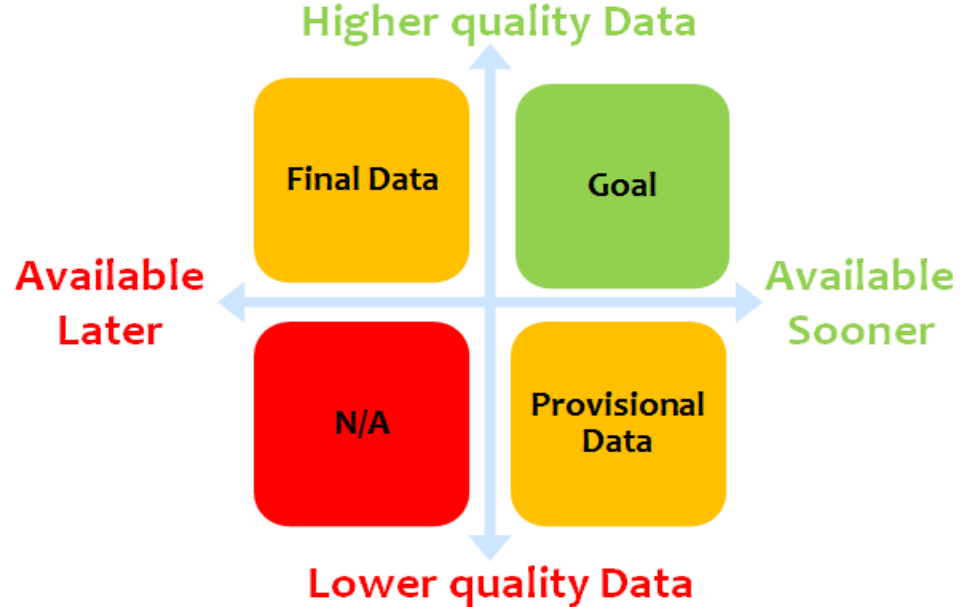 Higher quality Data
Final Data
Goal
Available
Later
Available
Sooner
N/A
Provisional
Data
Lower quality Data